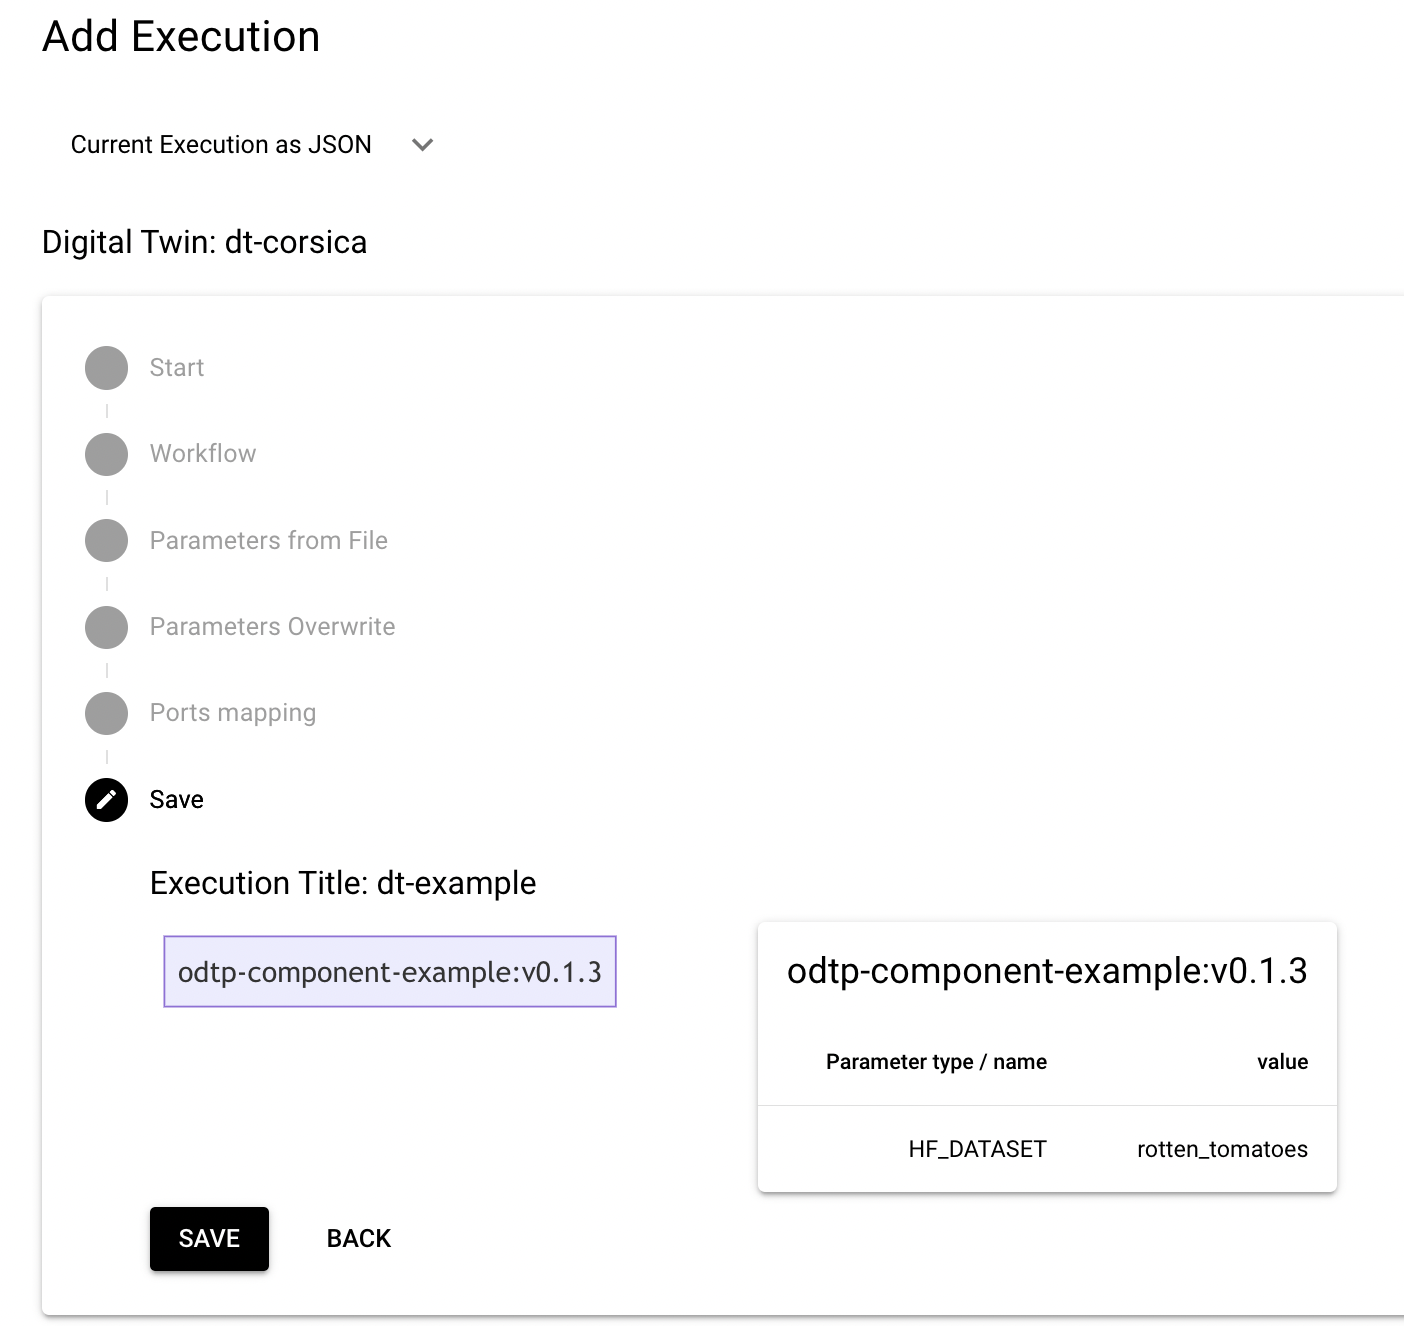 Add Execution
Current Execution as JSON
Digital Twin: dt-corsica
Start
Workflow
Parameters from File
Parameters Overwrite
Ports mapping
Save
Execution Title: dt-example
odtp-component-example:v0.1.3
odtp-component-example:v0.1.3
Parameter type / name value
HF_DATASET rotten_tomatoes
SAVE BACK